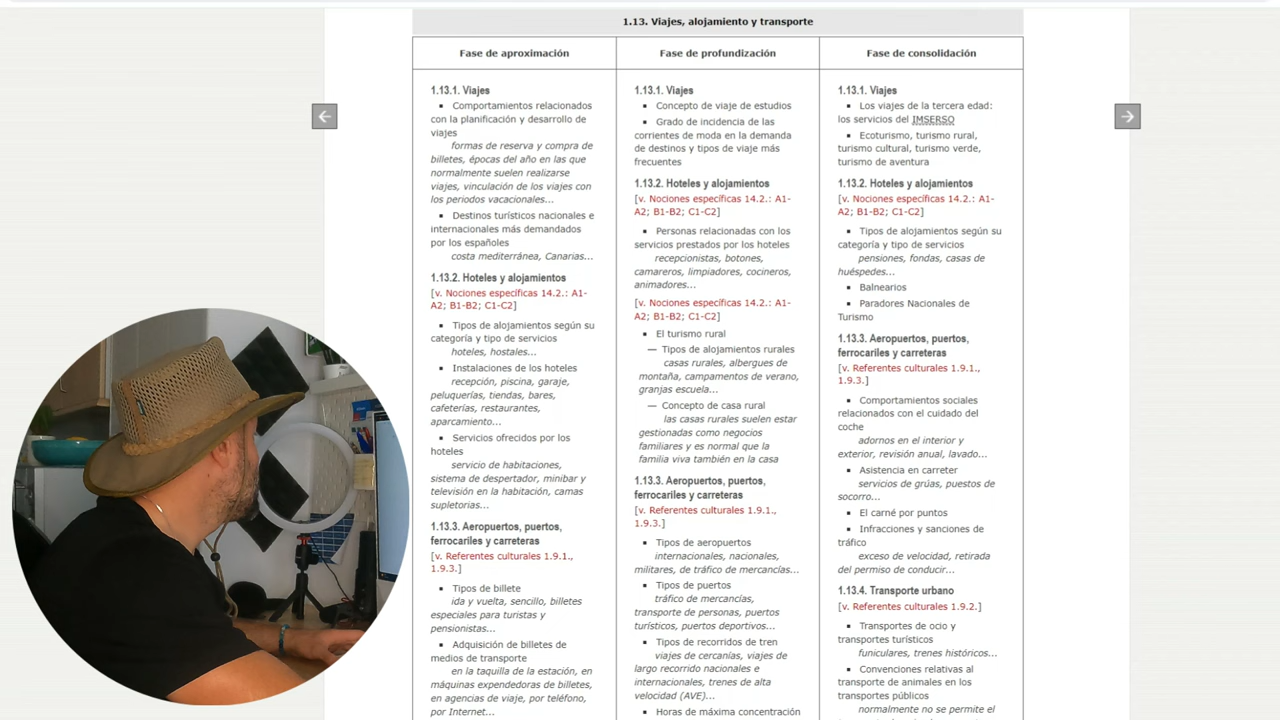 1.13. Viajes, alojamiento y transporte
Fase de aproximación
Fase de profundización
Fase de consolidación
1.13.1. Viajes
▪ Comportamientos relacionados
con la planificación y desarrollo de
viajes
formas de reserva y compra de
billetes, épocas del año en las que
normalmente suelen realizarse
viajes, vinculación de los viajes con
los periodos vacacionales...
▪ Destinos turísticos nacionales e
internacionales más demandados
por los españoles
costa mediterránea, Canarias...
1.13.2. Hoteles y alojamientos
[v. Nociones específicas 14.2.: A1-
A2; B1-B2; C1-C2]
▪ Tipos de alojamientos según su
categoría y tipo de servicios
hoteles, hostales...
▪ Instalaciones de los hoteles
recepción, piscina, garaje,
peluquerías, tiendas, bares,
cafeterías, restaurantes,
aparcamiento...
▪ Servicios ofrecidos por los
hoteles
servicio de habitaciones,
sistema de despertador, minibar y
televisión en la habitación, camas
supletorias...
1.13.3. Aeropuertos, puertos,
ferrocariles y carreteras
[v. Referentes culturales 1.9.1.,
1.9.3.]
▪ Tipos de billete
ida y vuelta, sencillo, billetes
especiales para turistas y
pensionistas...
▪ Adquisición de billetes de
medios de transporte
en la taquilla de la estación, en
máquinas expendedoras de billetes,
en agencias de viaje, por teléfono,
por Internet...
1.13.1. Viajes
▪ Concepto de viaje de estudios
▪ Grado de incidencia de las
corrientes de moda en la demanda
de destinos y tipos de viaje más
frecuentes
1.13.2. Hoteles y alojamientos
[v. Nociones específicas 14.2.: A1-
A2; B1-B2; C1-C2]
▪ Personas relacionadas con los
servicios prestados por los hoteles
recepcionistas, botones,
camareros, limpiadores, cocineros,
animadores...
[v. Nociones específicas 14.2.: A1-
A2; B1-B2; C1-C2]
▪ El turismo rural
— Tipos de alojamientos rurales
casas rurales, albergues de
montaña, campamentos de verano,
granjas escuela...
— Concepto de casa rural
las casas rurales suelen estar
gestionadas como negocios
familiares y es normal que la
familia viva también en la casa
1.13.3. Aeropuertos, puertos,
ferrocariles y carreteras
[v. Referentes culturales 1.9.1.,
1.9.3.]
▪ Tipos de aeropuertos
internacionales, nacionales,
militares, de tráfico de mercancías...
▪ Tipos de puertos
tráfico de mercancías,
transporte de personas, puertos
turísticos, puertos deportivos...
▪ Tipos de recorridos de tren
viajes de cercanías, viajes de
largo recorrido nacionales e
internacionales, trenes de alta
velocidad (AVE)...
▪ Horas de máxima concentración
1.13.1. Viajes
▪ Los viajes de la tercera edad:
los servicios del IMSERSO
▪ Ecoturismo, turismo rural,
turismo cultural, turismo verde,
turismo de aventura
1.13.2. Hoteles y alojamientos
[v. Nociones específicas 14.2.: A1-
A2; B1-B2; C1-C2]
▪ Tipos de alojamientos según su
categoría y tipo de servicios
pensiones, fondas, casas de
huéspedes...
▪ Balnearios
▪ Paradores Nacionales de
Turismo
1.13.3. Aeropuertos, puertos,
ferrocariles y carreteras
[v. Referentes culturales 1.9.1.,
1.9.3.]
▪ Comportamientos sociales
relacionados con el cuidado del
coche
adornos en el interior y
exterior, revisión anual, lavado...
▪ Asistencia en carreter
servicios de grúas, puestos de
socorro...
▪ El carné por puntos
▪ Infracciones y sanciones de
tráfico
exceso de velocidad, retirada
del permiso de conducir...
1.13.4. Transporte urbano
[v. Referentes culturales 1.9.2.]
▪ Transportes de ocio y
transportes turísticos
funiculares, trenes históricos...
▪ Convenciones relativas al
transporte de animales en los
transportes públicos
normalmente no se permite el